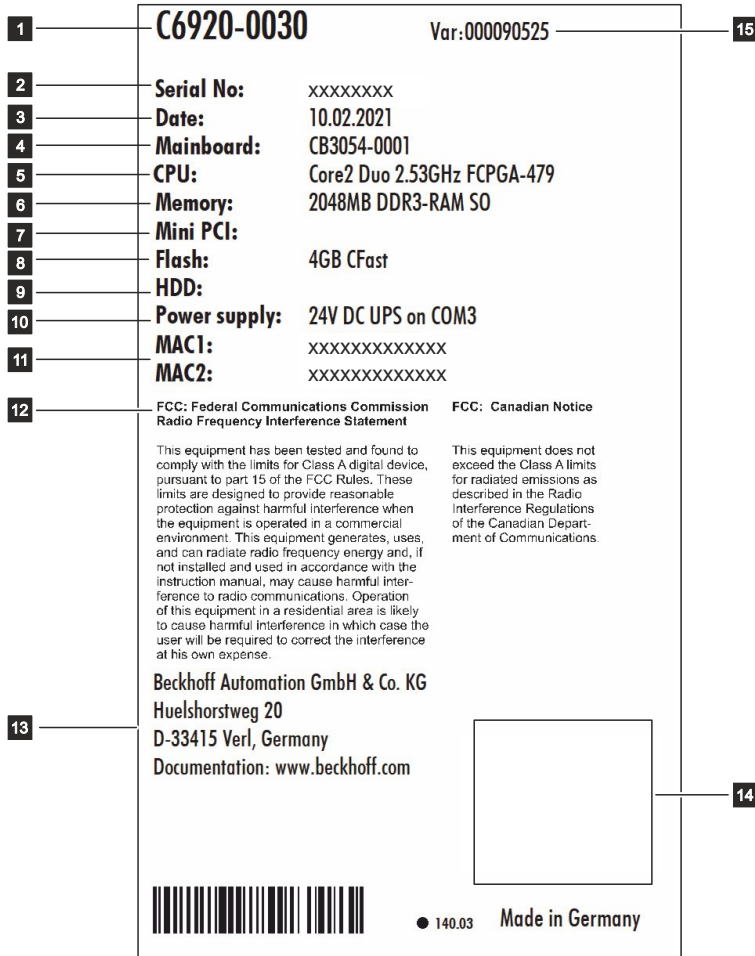 1 C6920-0030 Var:000090525 15
2 Serial No: xxxxxxxx
3 Date: 10.02.2021
4 Mainboard: CB3054-0001
5 CPU: Core2 Duo 2.53GHz FCPGA-479
6 Memory: 2048MB DDR3-RAM SO
7 Mini PCI:
8 Flash: 4GB CFast
9 HDD:
10 Power supply: 24V DC UPS on COM3
11 MAC1: xxxxxxxxxxxxx
MAC2: xxxxxxxxxxxxx
12 FCC: Federal Communications Commission
Radio Frequency Interference Statement
This equipment has been tested and found to
comply with the limits for Class A digital device,
pursuant to part 15 of the FCC Rules. These
limits are designed to provide reasonable
protection against harmful interference when
the equipment is operated in a commercial
environment. This equipment generates, uses,
and can radiate radio frequency energy and, if
not installed and used in accordance with the
instruction manual, may cause harmful inter-
ference to radio communications. Operation
of this equipment in a residential area is likely
to cause harmful interference in which case the
user will be required to correct the interference
at his own expense.
FCC: Canadian Notice
This equipment does not
exceed the Class A limits
for radiated emissions as
described in the Radio
Interference Regulations
of the Canadian Depart-
ment of Communications.
Beckhoff Automation GmbH & Co. KG
Huelshorstweg 20
13 D-33415 Verl, Germany
Documentation: www.beckhoff.com
14
140.03 Made in Germany